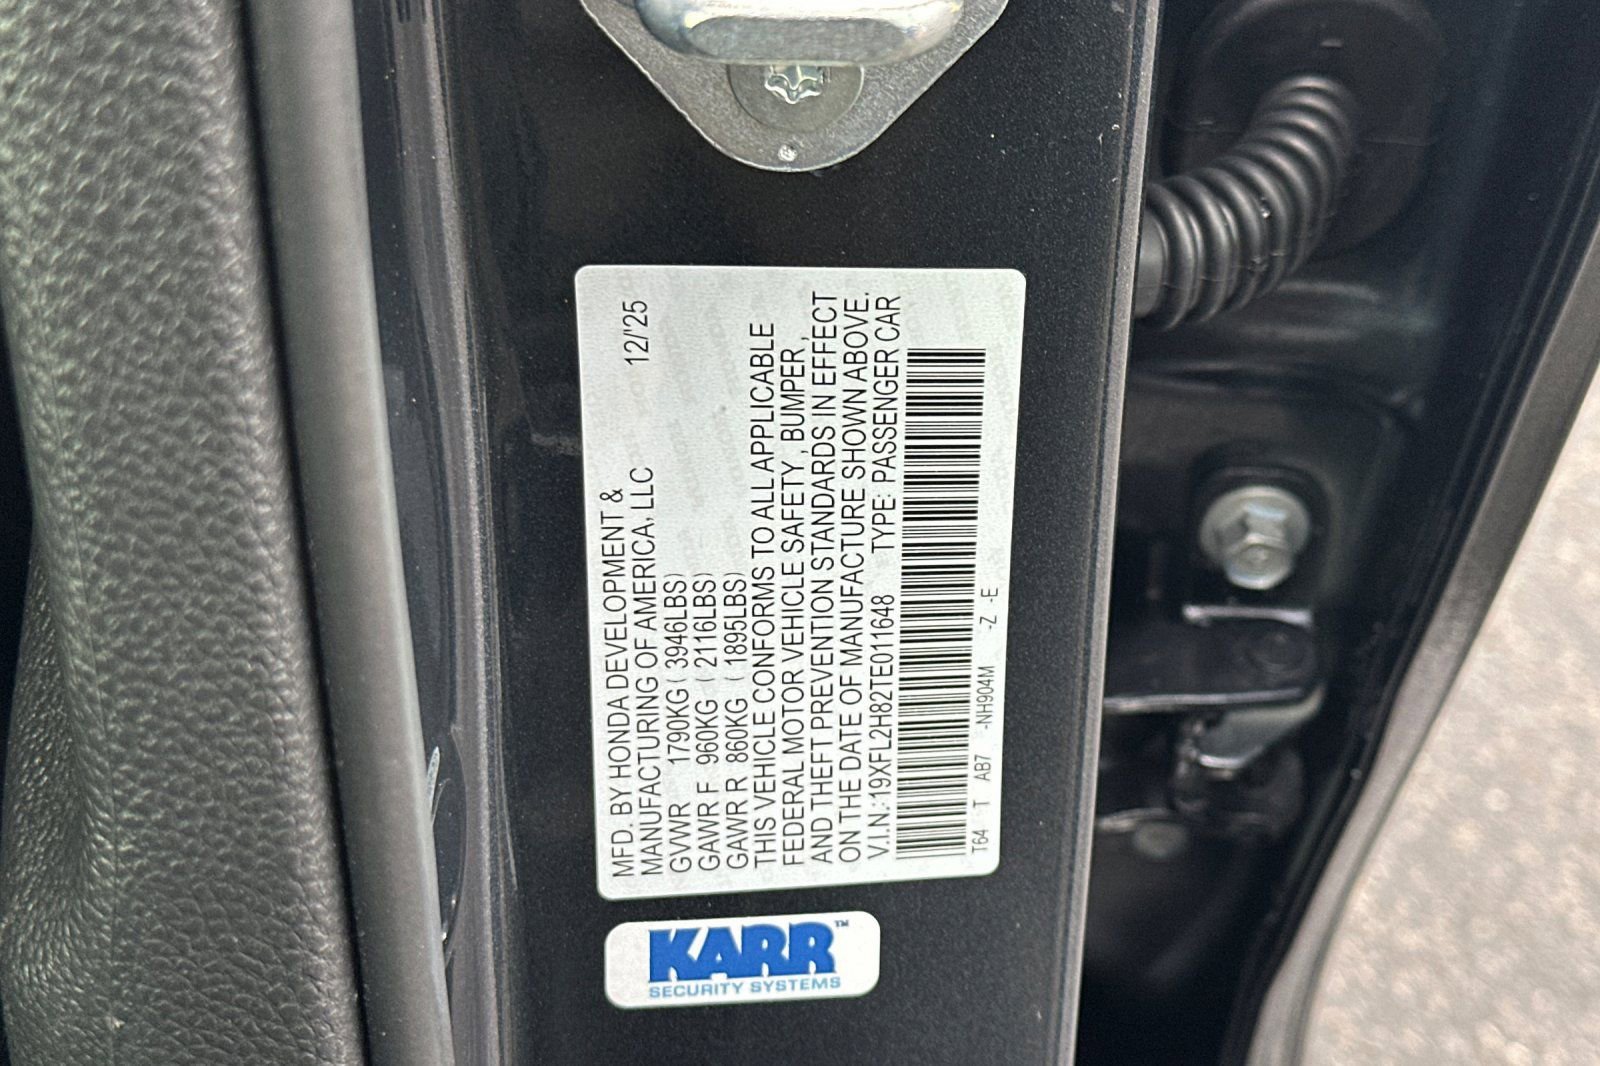 MFD. BY HONDA DEVELOPMENT & 12/'25
MANUFACTURING OF AMERICA, LLC
GVWR 1790KG ( 3946LBS)
GAWR F 960KG ( 2116LBS)
GAWR R 860KG ( 1895LBS)
THIS VEHICLE CONFORMS TO ALL APPLICABLE
FEDERAL MOTOR VEHICLE SAFETY, BUMPER,
AND THEFT PREVENTION STANDARDS IN EFFECT
ON THE DATE OF MANUFACTURE SHOWN ABOVE.
V.I.N.:19XFL2H82TE011648 TYPE: PASSENGER CAR
T64 T AB7 -NH904M -Z -E
KARR™
SECURITY SYSTEMS